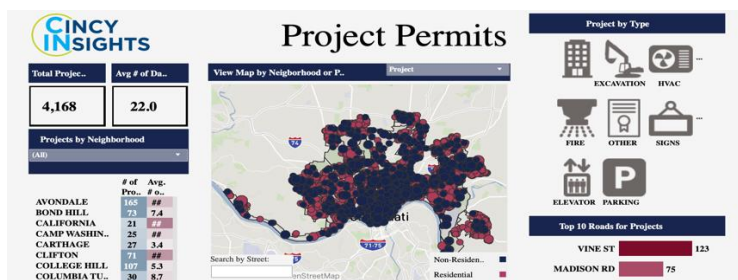 CINCY
INSIGHTS
Project Permits
Total Projec..
Avg # of Da..
4,168
22.0
Projects by Neighborhood
(All)
# of Pro..
Avg. # o..
AVONDALE 165 ##
BOND HILL 73 7.4
CALIFORNIA 21 ##
CAMP WASHIN.. 25 ##
CARTHAGE 27 3.4
CLIFTON 71 ##
COLLEGE HILL 107 5.3
COLUMBIA TU.. 30 8.7
View Map by Neigborhood or P..
Project
74
71-75
ati
Search by Street:
enStreetMap
Non-Residen..
Residential
Project by Type
EXCAVATION HVAC
...
FIRE OTHER SIGNS
...
ELEVATOR PARKING
P
Top 10 Roads for Projects
VINE ST 123
MADISON RD 75